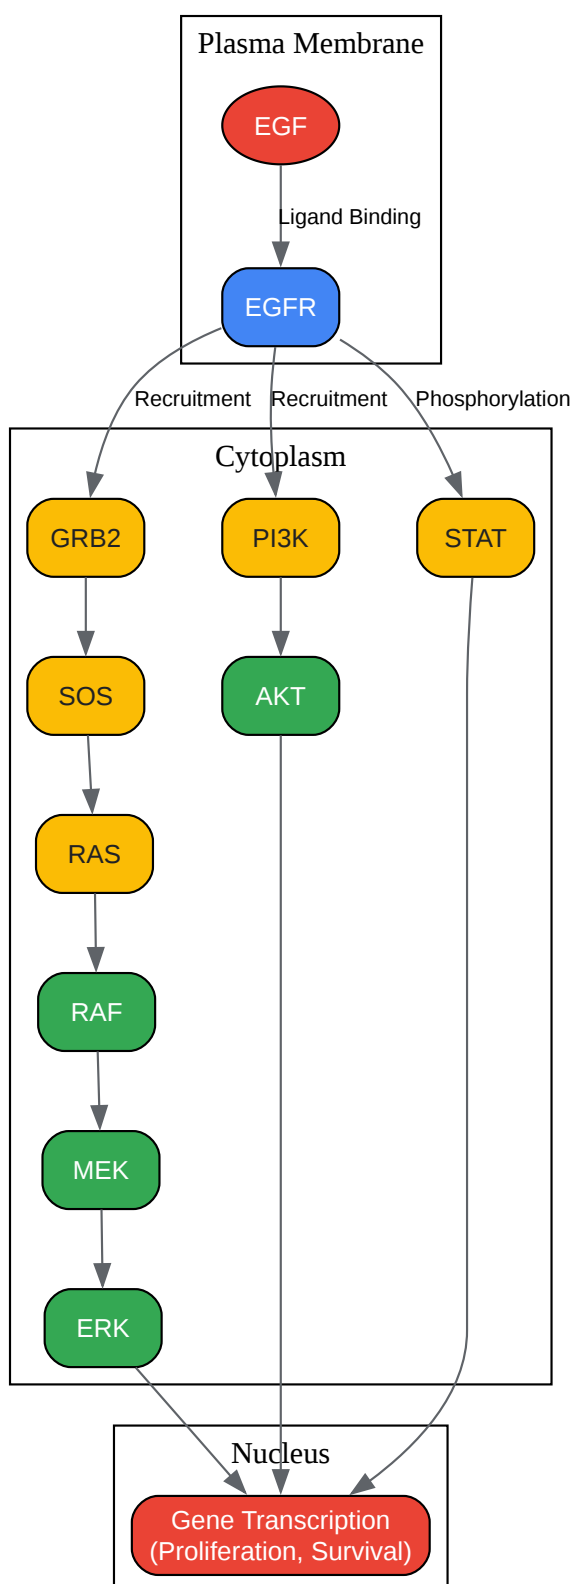 Plasma Membrane
EGF
Ligand Binding
EGFR
Recruitment
Recruitment
Phosphorylation
Cytoplasm
GRB2
PI3K
STAT
SOS
AKT
RAS
RAF
MEK
ERK
Nucleus
Gene Transcription
(Proliferation, Survival)